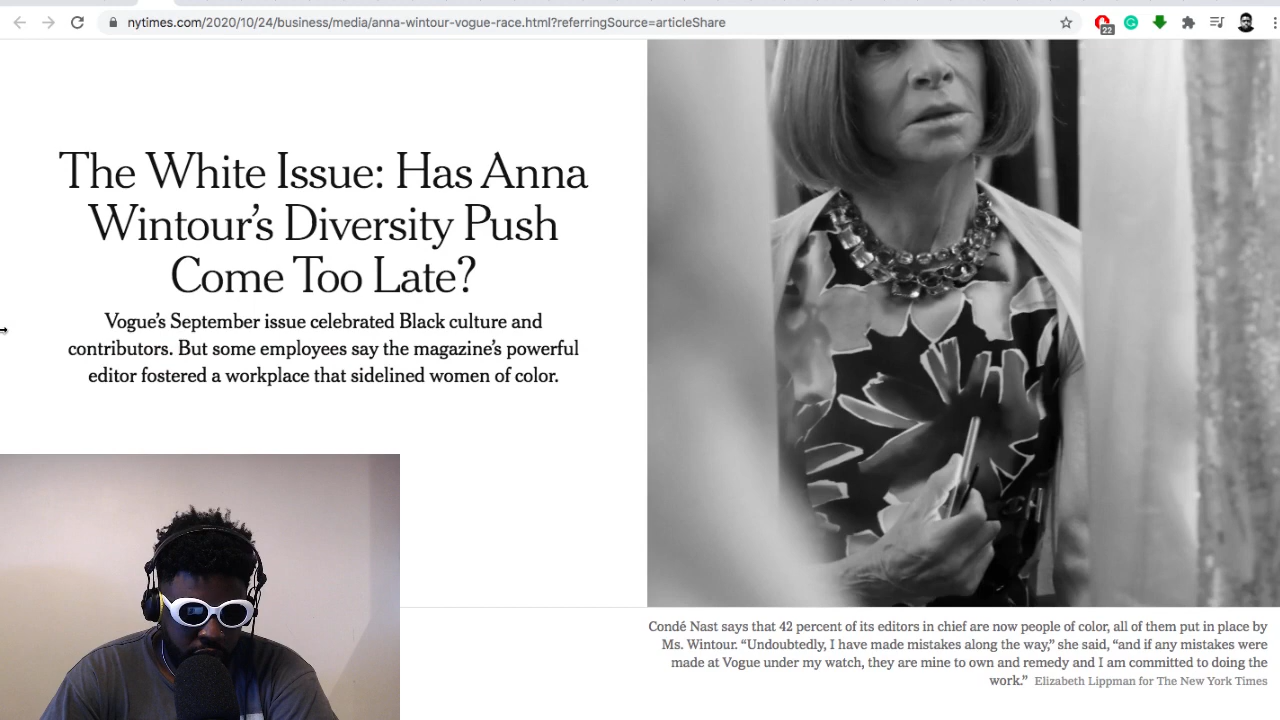 nytimes.com/2020/10/24/business/media/anna-wintour-vogue-race.html?referringSource=articleShare
22
The White Issue: Has Anna
Wintour’s Diversity Push
Come Too Late?
Vogue’s September issue celebrated Black culture and
contributors. But some employees say the magazine’s powerful
editor fostered a workplace that sidelined women of color.
Condé Nast says that 42 percent of its editors in chief are now people of color, all of them put in place by
Ms. Wintour. “Undoubtedly, I have made mistakes along the way,” she said, “and if any mistakes were
made at Vogue under my watch, they are mine to own and remedy and I am committed to doing the
work.” Elizabeth Lippman for The New York Times